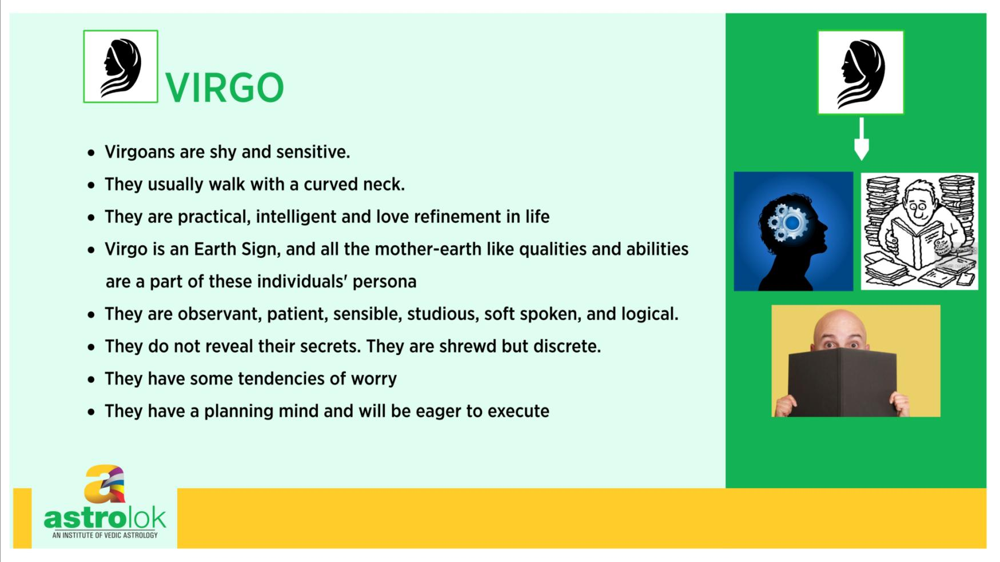 VIRGO
• Virgoans are shy and sensitive.
• They usually walk with a curved neck.
• They are practical, intelligent and love refinement in life
• Virgo is an Earth Sign, and all the mother-earth like qualities and abilities
are a part of these individuals' persona
• They are observant, patient, sensible, studious, soft spoken, and logical.
• They do not reveal their secrets. They are shrewd but discrete.
• They have some tendencies of worry
• They have a planning mind and will be eager to execute
astrolok
AN INSTITUTE OF VEDIC ASTROLOGY